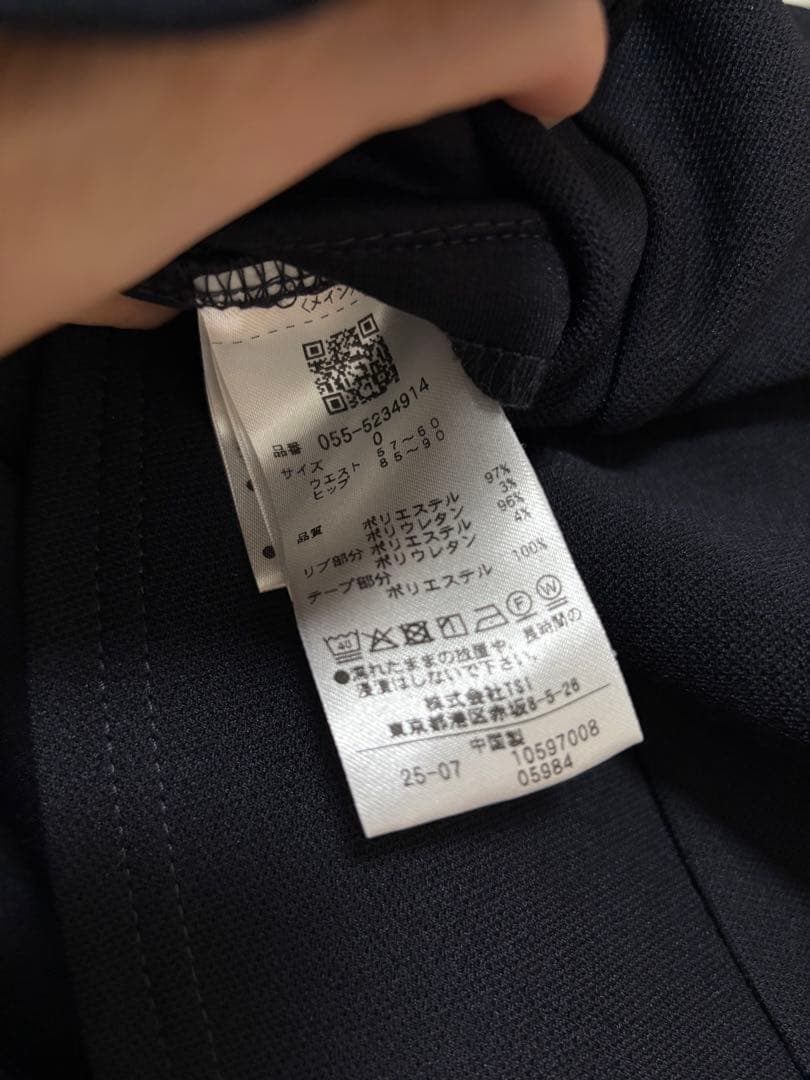 〈メイン
品番 055-5234914
サイズ 0
ウエスト 57～60
ヒップ 85～90
品質 ポリエステル 97%
ポリウレタン 3%
リブ部分 ポリエステル 96%
ポリウレタン 4%
テープ部分
ポリエステル 100%
40
F W
●濡れたままの放置や、長時間の
浸漬はしないで下さい。
株式会社TSI
東京都港区赤坂8-5-28
中国製
25-07 10597008
05984